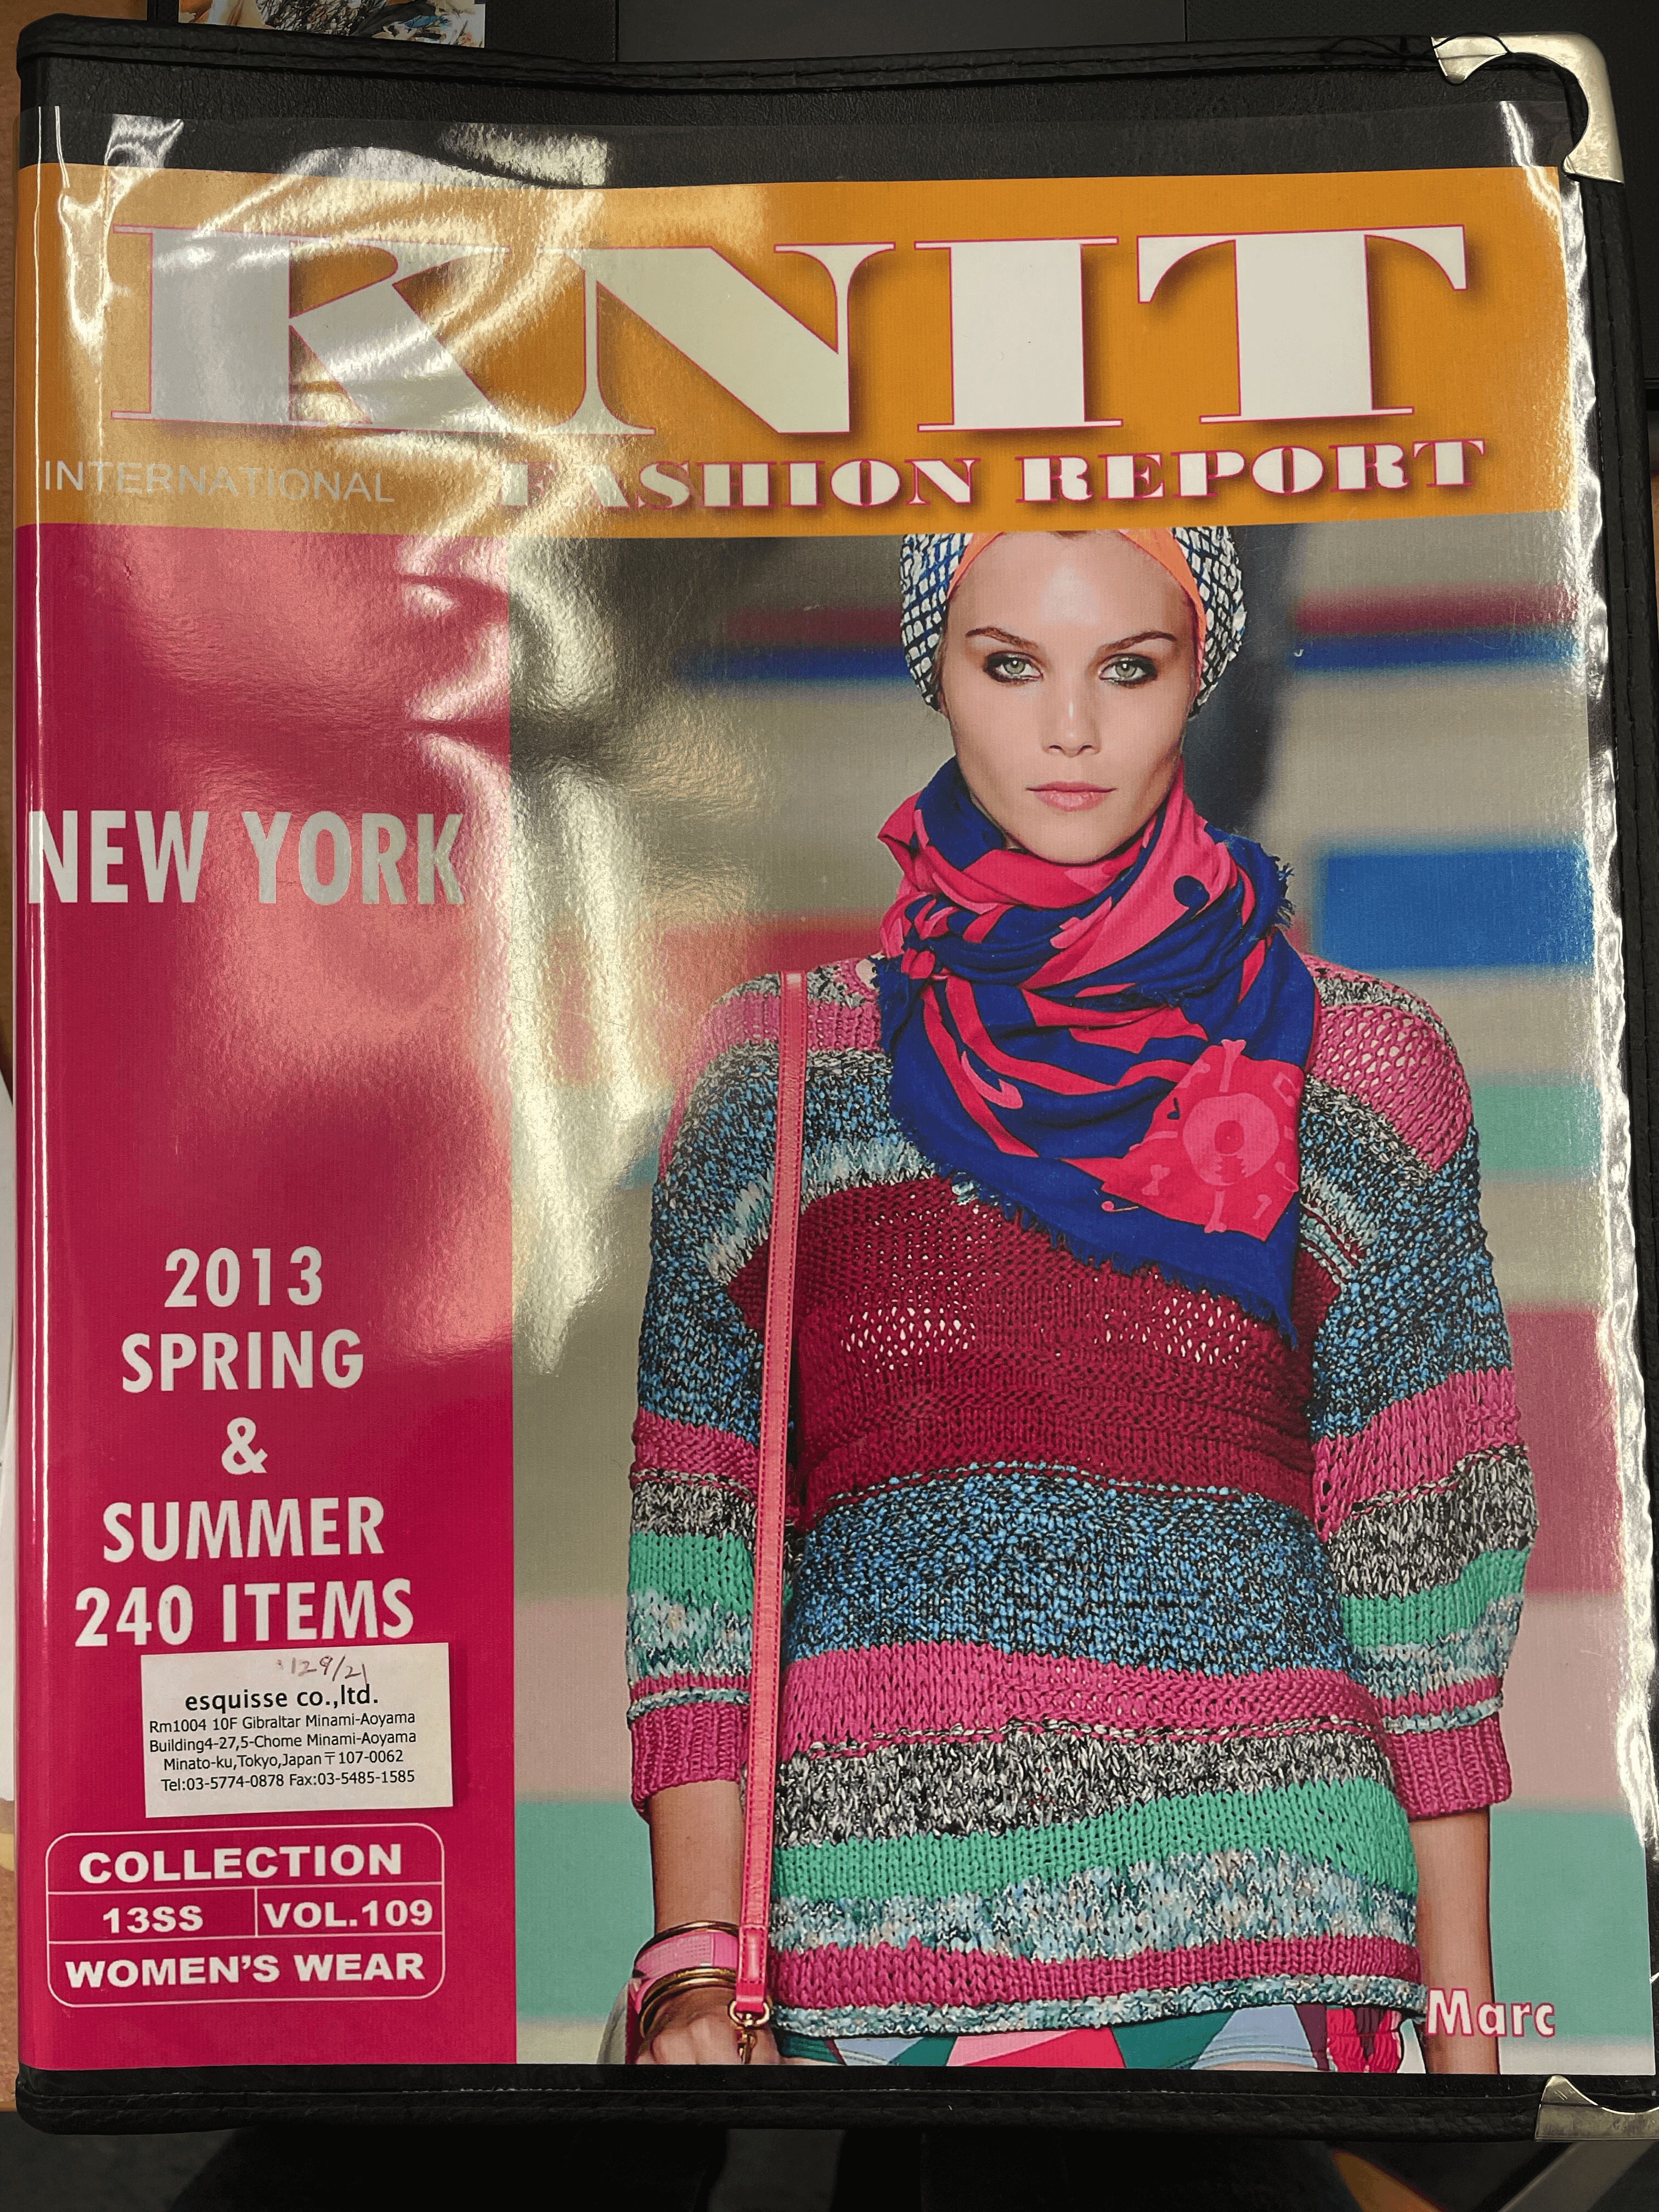 KNIT
INTERNATIONAL FASHION REPORT
NEW YORK
2013
SPRING
&
SUMMER
240 ITEMS
129/21
esquisse co.,ltd.
Rm1004 10F Gibraltar Minami-Aoyama
Building4-27,5-Chome Minami-Aoyama
Minato-ku,Tokyo,Japan〒107-0062
Tel:03-5774-0878 Fax:03-5485-1585
COLLECTION
13SS VOL.109
WOMEN'S WEAR
Marc